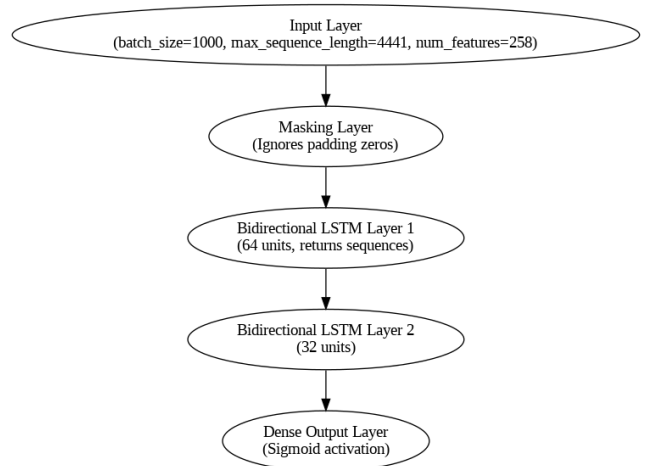 Input Layer
(batch_size=1000, max_sequence_length=4441, num_features=258)
Masking Layer
(Ignores padding zeros)
Bidirectional LSTM Layer 1
(64 units, returns sequences)
Bidirectional LSTM Layer 2
(32 units)
Dense Output Layer
(Sigmoid activation)